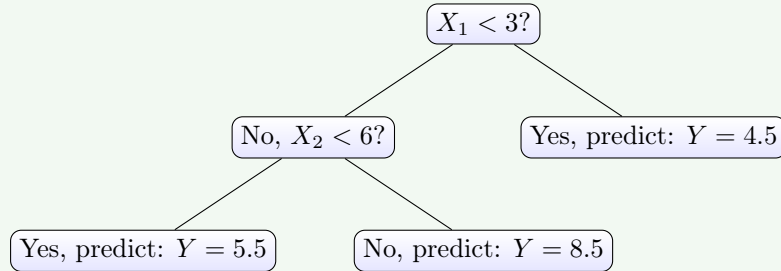 X₁ < 3?
No, X₂ < 6?
Yes, predict: Y = 4.5
Yes, predict: Y = 5.5
No, predict: Y = 8.5